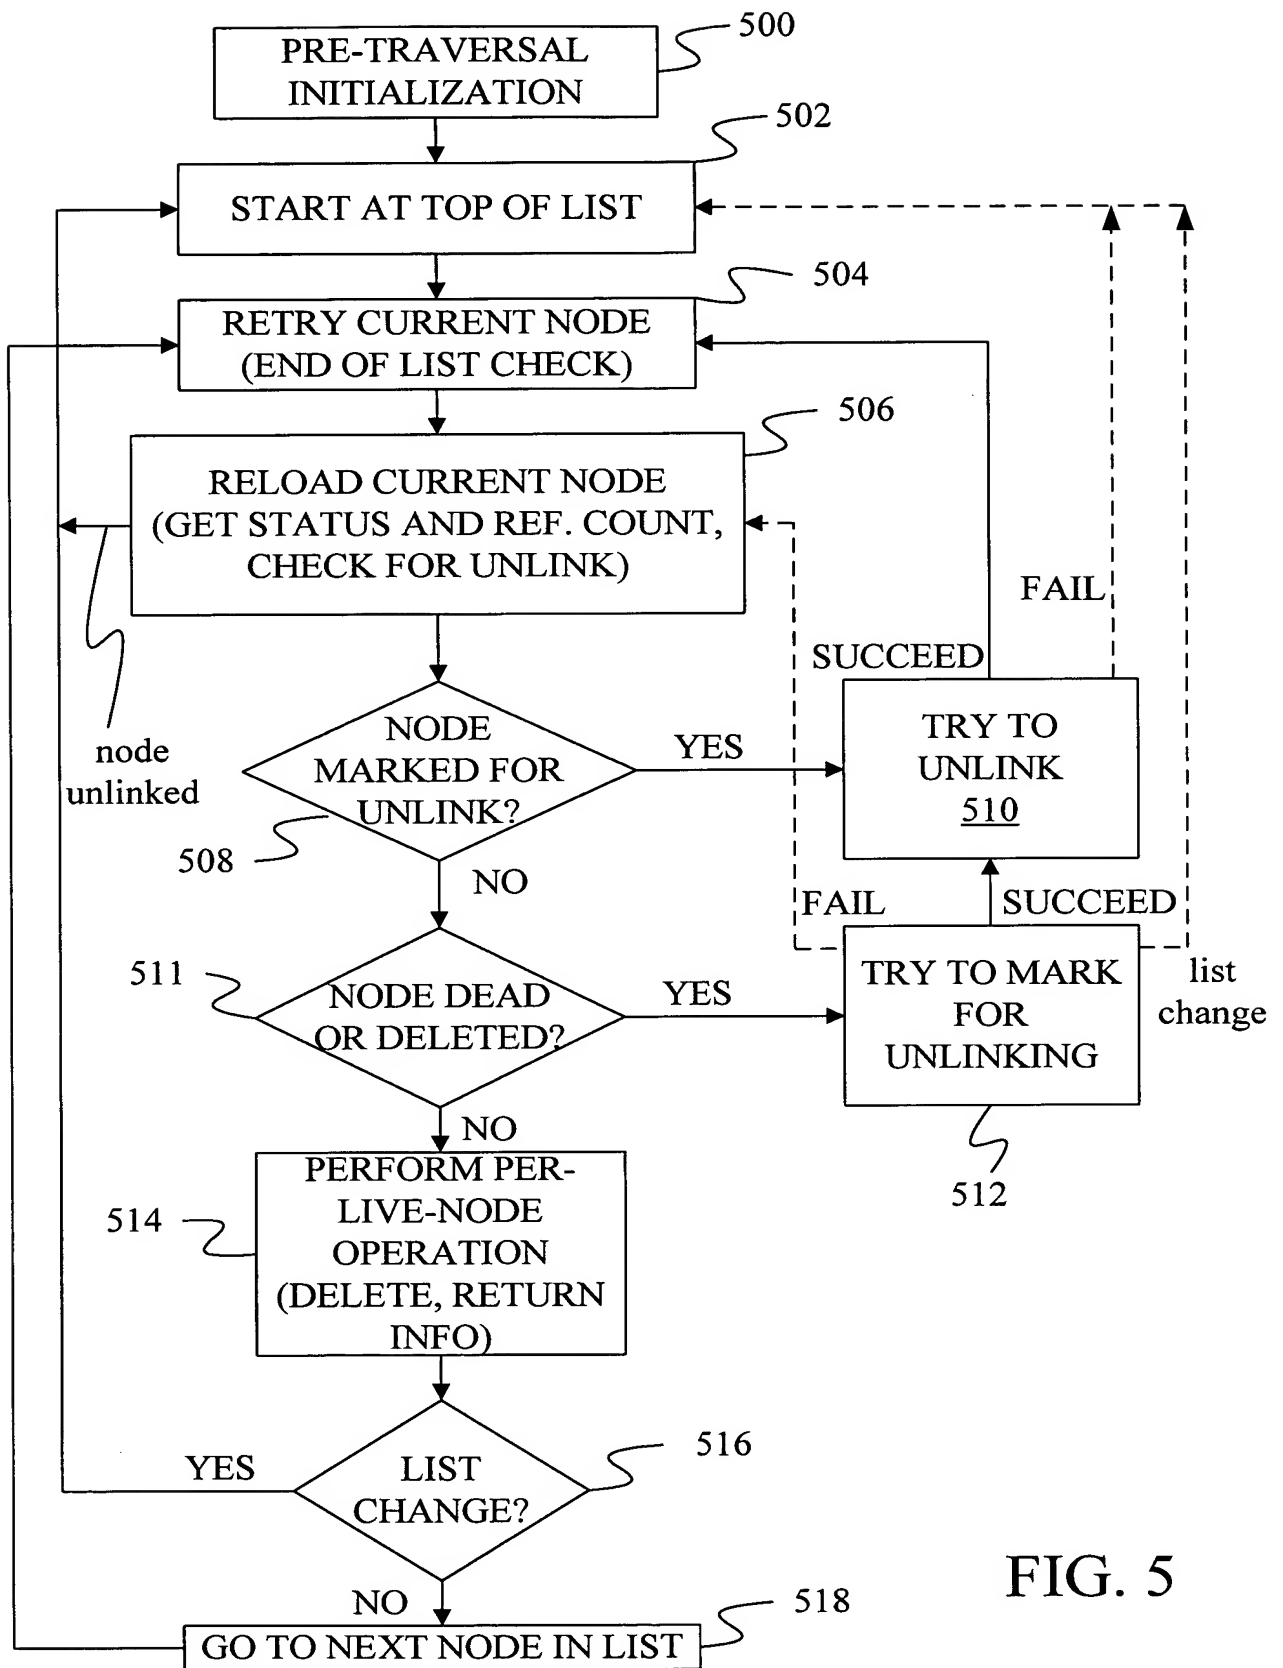 500
PRE-TRAVERSAL
INITIALIZATION
502
START AT TOP OF LIST
504
RETRY CURRENT NODE
(END OF LIST CHECK)
506
RELOAD CURRENT NODE
(GET STATUS AND REF. COUNT,
CHECK FOR UNLINK)
FAIL
SUCCEED
node
unlinked
NODE
MARKED FOR
UNLINK?
YES
TRY TO
UNLINK
510
508
NO
FAIL
SUCCEED
511
NODE DEAD
OR DELETED?
YES
TRY TO MARK
FOR
UNLINKING
list
change
512
NO
514
PERFORM PER-
LIVE-NODE
OPERATION
(DELETE, RETURN
INFO)
516
YES
LIST
CHANGE?
NO
518
GO TO NEXT NODE IN LIST
FIG. 5